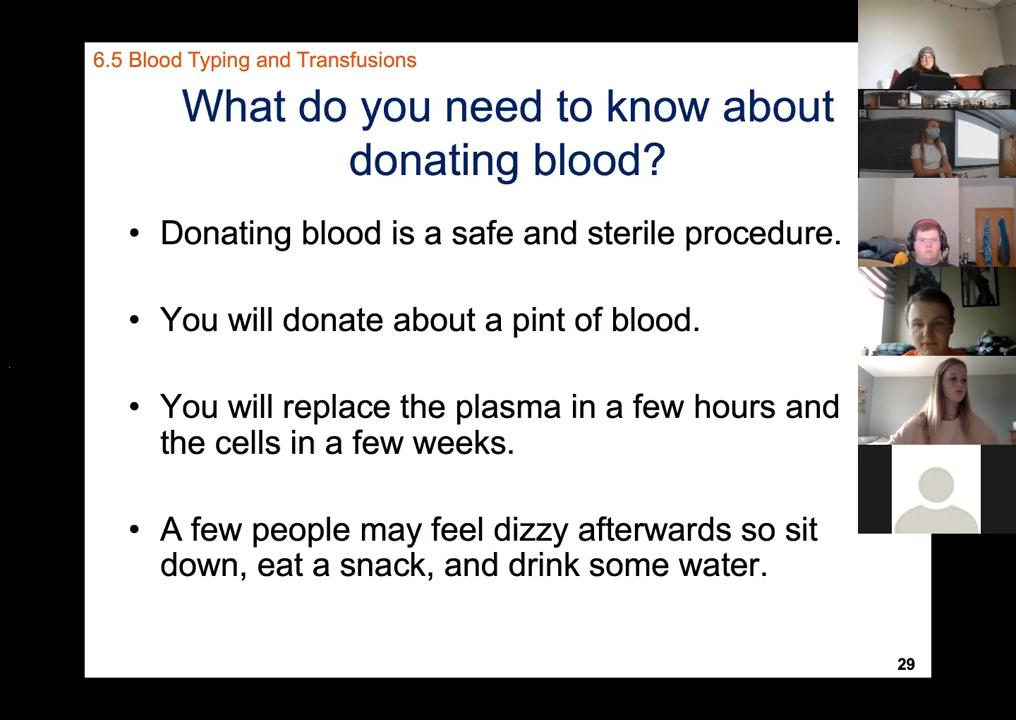 6.5 Blood Typing and Transfusions
What do you need to know about
donating blood?
• Donating blood is a safe and sterile procedure.
• You will donate about a pint of blood.
• You will replace the plasma in a few hours and
the cells in a few weeks.
• A few people may feel dizzy afterwards so sit
down, eat a snack, and drink some water.
29